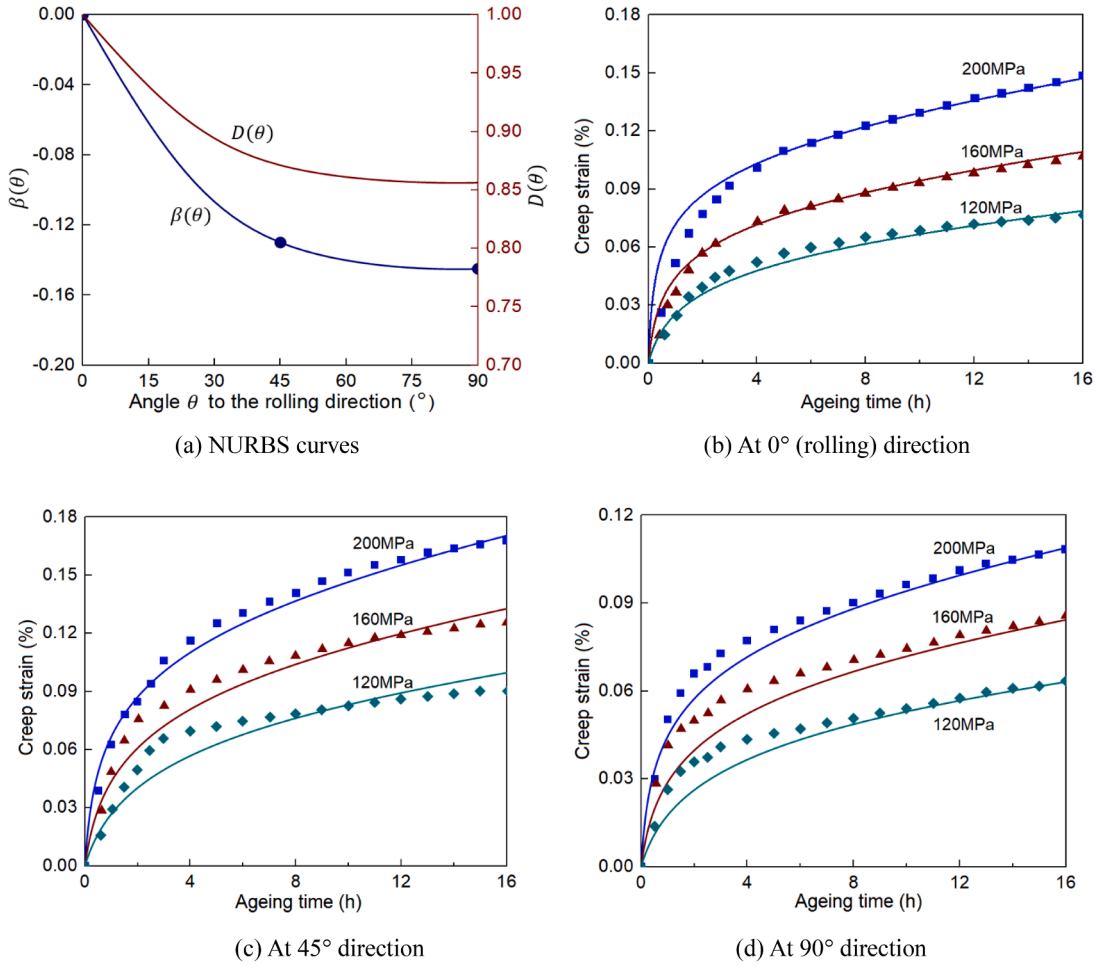 0.00
-0.04
-0.08
-0.12
-0.16
-0.20
β(θ)
1.00
0.95
0.90
0.85
0.80
0.75
0.70
D(θ)
D(θ)
β(θ)
0 15 30 45 60 75 90
Angle θ to the rolling direction (°)
(a) NURBS curves
0.18
0.15
0.12
0.09
0.06
0.03
0.00
Creep strain (%)
200MPa
160MPa
120MPa
0 4 8 12 16
Ageing time (h)
(b) At 0° (rolling) direction
0.18
0.15
0.12
0.09
0.06
0.03
0.00
Creep strain (%)
200MPa
160MPa
120MPa
0 4 8 12 16
Ageing time (h)
(c) At 45° direction
0.12
0.09
0.06
0.03
0.00
Creep strain (%)
200MPa
160MPa
120MPa
0 4 8 12 16
Ageing time (h)
(d) At 90° direction